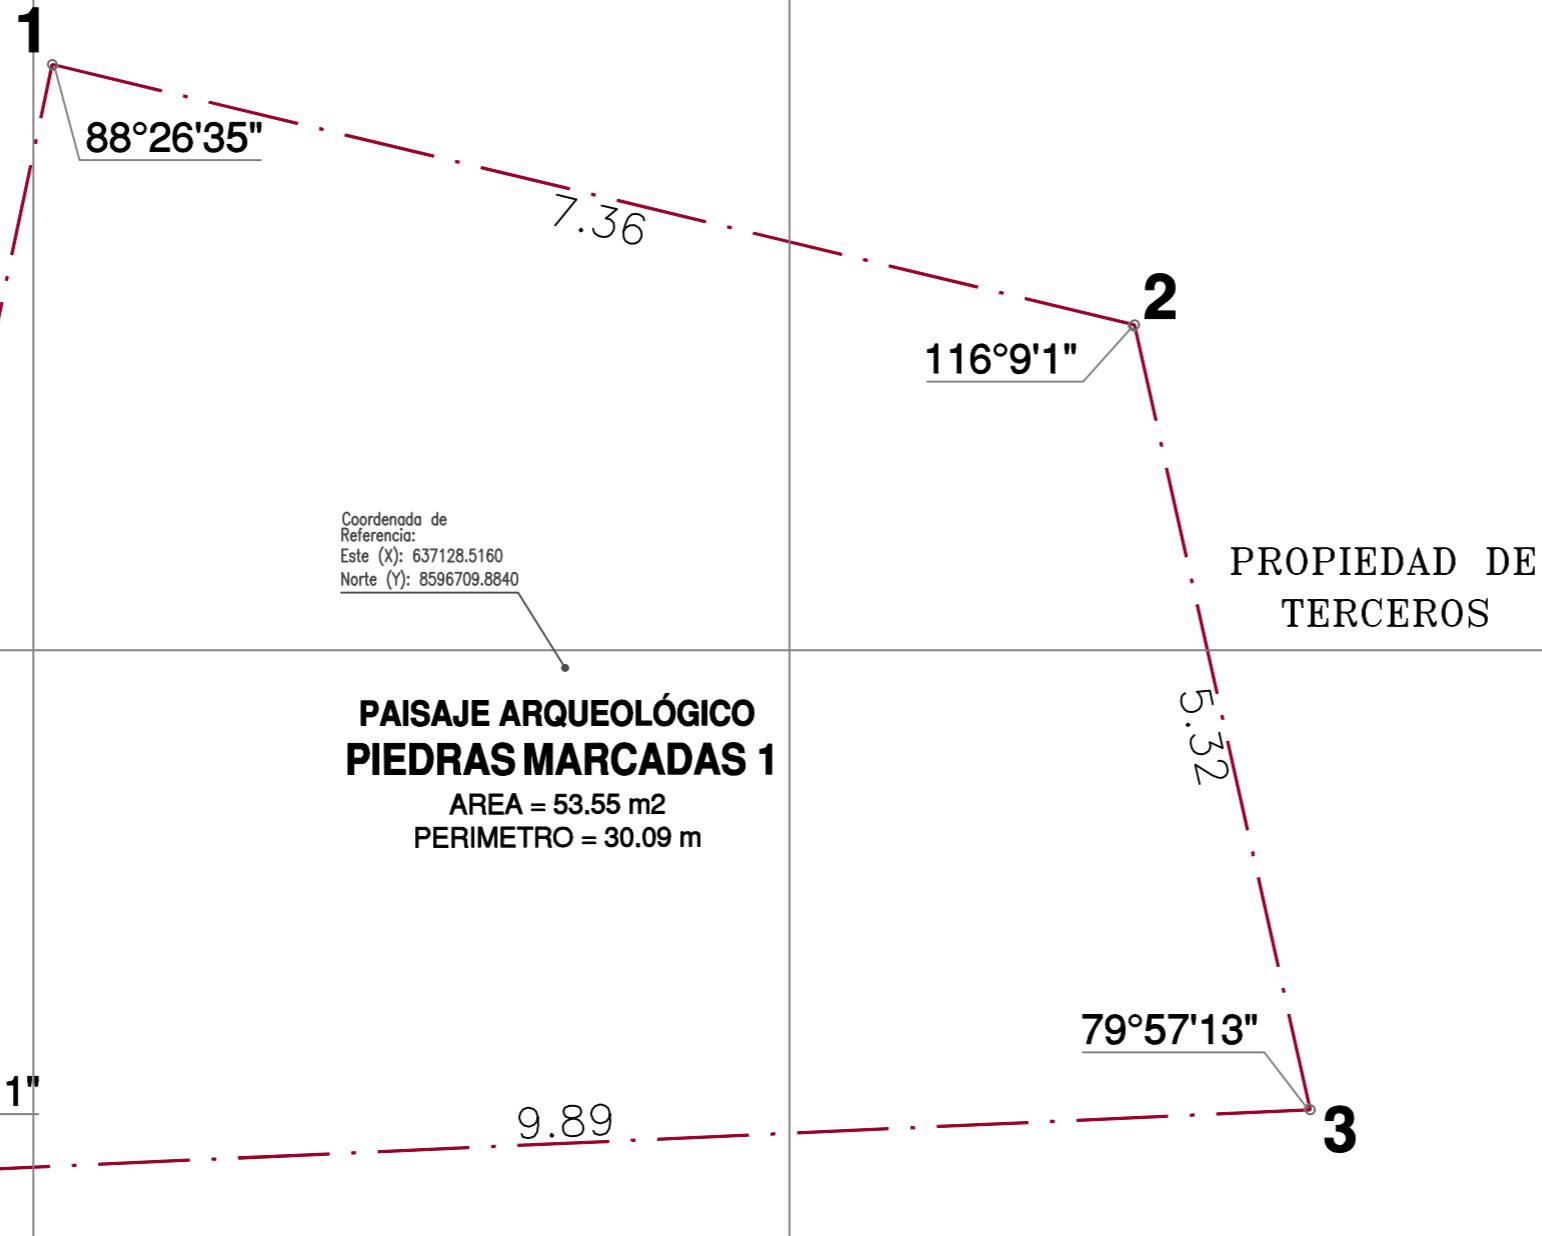 1
88°26'35"
7.36
2
116°9'1"
Coordenada de
Referencia:
Este (X): 637128.5160
Norte (Y): 8596709.8840
PROPIEDAD DE
TERCEROS
5.32
PAISAJE ARQUEOLÓGICO
PIEDRAS MARCADAS 1
AREA = 53.55 m2
PERIMETRO = 30.09 m
79°57'13"
1"
9.89
3